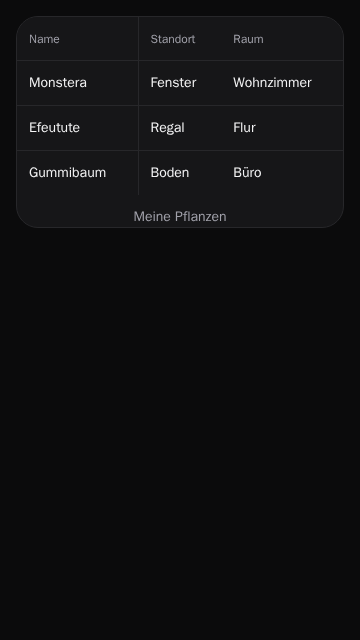 Name Standort Raum
Monstera Fenster Wohnzimmer
Efeutute Regal Flur
Gummibaum Boden Büro
Meine Pflanzen